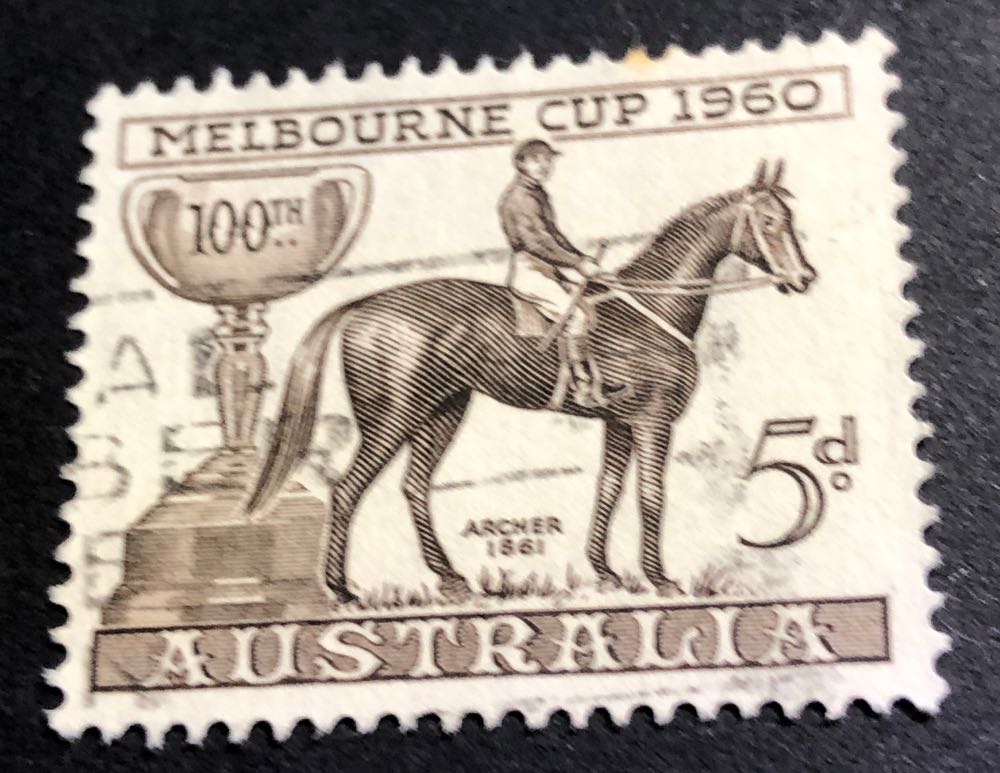 MELBOURNE CUP 1960
100TH
5d
ARCHER
1861
AUSTRALIA